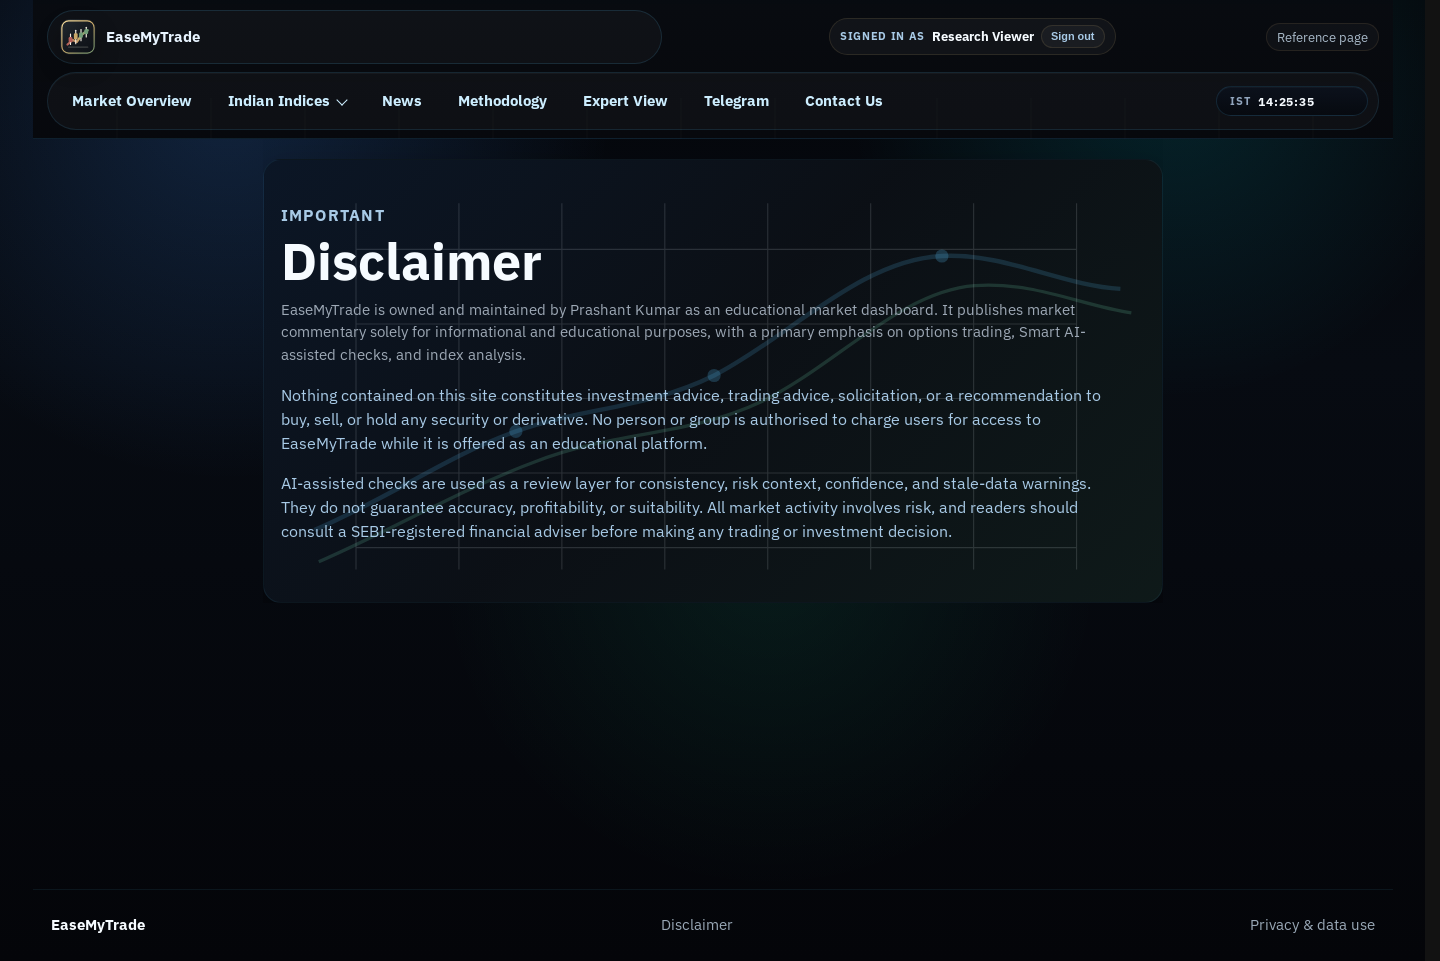 EaseMyTrade
SIGNED IN AS Research Viewer Sign out
Reference page
Market Overview Indian Indices News Methodology Expert View Telegram Contact Us
IST 14:25:35
IMPORTANT
Disclaimer
EaseMyTrade is owned and maintained by Prashant Kumar as an educational market dashboard. It publishes market
commentary solely for informational and educational purposes, with a primary emphasis on options trading, Smart AI-
assisted checks, and index analysis.
Nothing contained on this site constitutes investment advice, trading advice, solicitation, or a recommendation to
buy, sell, or hold any security or derivative. No person or group is authorised to charge users for access to
EaseMyTrade while it is offered as an educational platform.
AI-assisted checks are used as a review layer for consistency, risk context, confidence, and stale-data warnings.
They do not guarantee accuracy, profitability, or suitability. All market activity involves risk, and readers should
consult a SEBI-registered financial adviser before making any trading or investment decision.
EaseMyTrade
Disclaimer
Privacy & data use